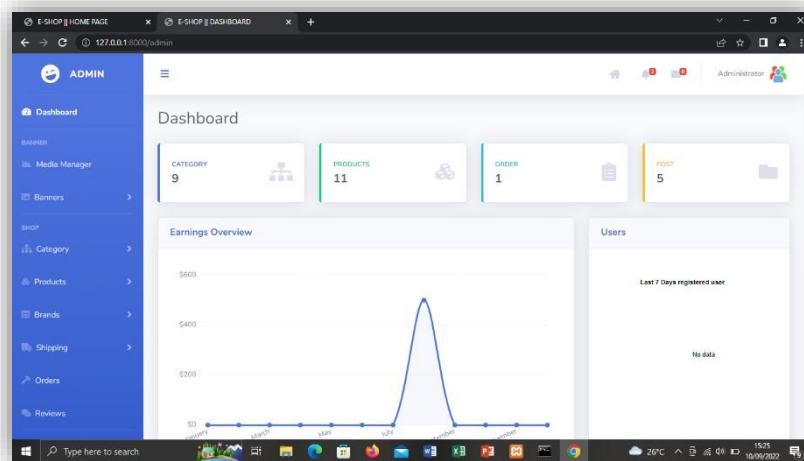 E-SHOP || HOME PAGE
E-SHOP || DASHBOARD
127.0.0.1:8000/admin
ADMIN
Administrator
Dashboard
Dashboard
BANNER
Media Manager
Banners
SHOP
Category
Products
Brands
Shipping
Orders
Reviews
CATEGORY
9
PRODUCTS
11
ORDER
1
POST
5
Earnings Overview
$600
$400
$200
$0
January
March
May
July
Users
Last 7 Days registered user
No data
Type here to search
26°C
15:25
10/09/2022